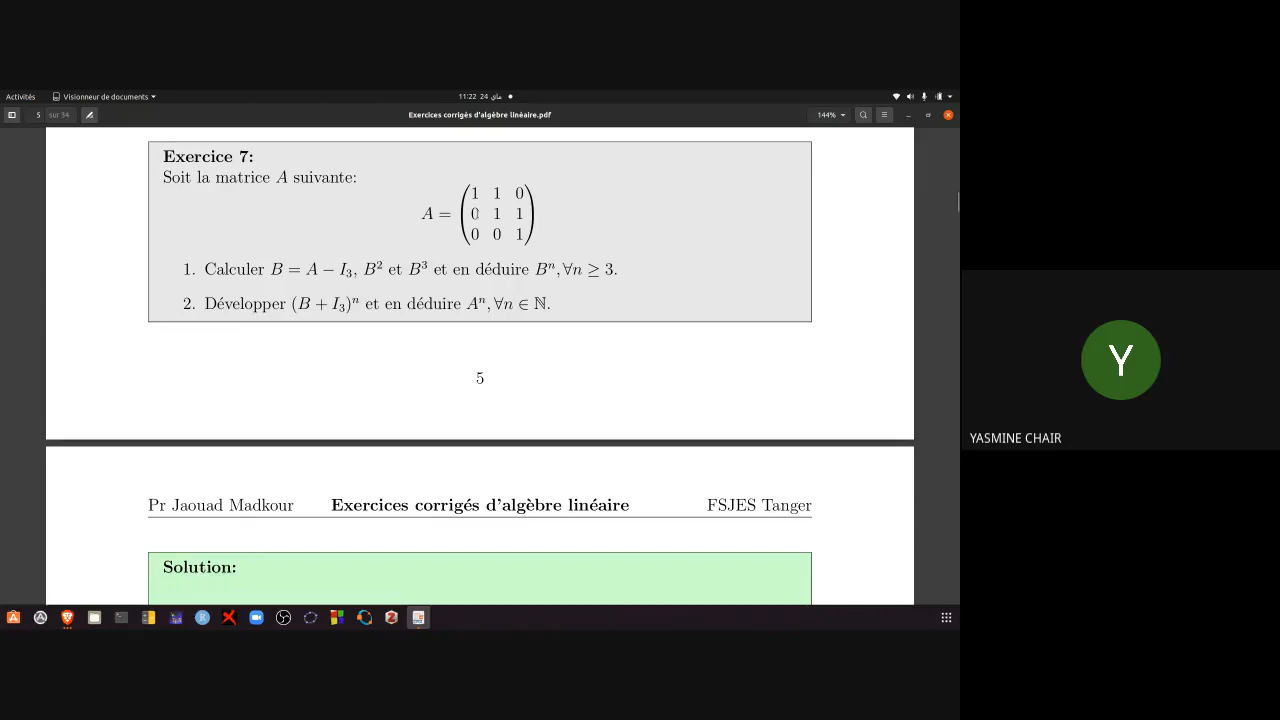 Activités Visionneur de documents 11:22 24 ماي
5 sur 34 Exercices corrigés d'algèbre linéaire.pdf 144%
Exercice 7:
Soit la matrice A suivante:
1 1 0
A = 0 1 1
0 0 1
1. Calculer B = A − I₃, B² et B³ et en déduire Bⁿ, ∀n ≥ 3.
2. Développer (B + I₃)ⁿ et en déduire Aⁿ, ∀n ∈ ℕ.
5
Pr Jaouad Madkour Exercices corrigés d'algèbre linéaire FSJES Tanger
Solution:
Y
YASMINE CHAIR